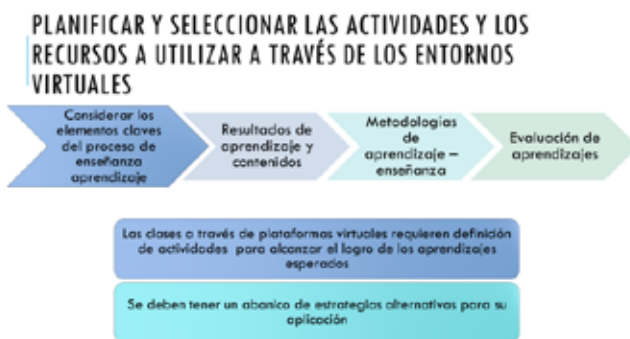 PLANIFICAR Y SELECCIONAR LAS ACTIVIDADES Y LOS
RECURSOS A UTILIZAR A TRAVÉS DE LOS ENTORNOS
VIRTUALES
Considerar los
elementos claves
del proceso de
enseñanza
aprendizaje
Resultados de
aprendizaje y
contenidos
Metodologías
de
aprendizaje –
enseñanza
Evaluación de
aprendizajes
Las clases a través de plataformas virtuales requieren definición
de actividades para alcanzar el logro de los aprendizajes
esperados
Se deben tener un abanico de estrategias alternativas para su
aplicación